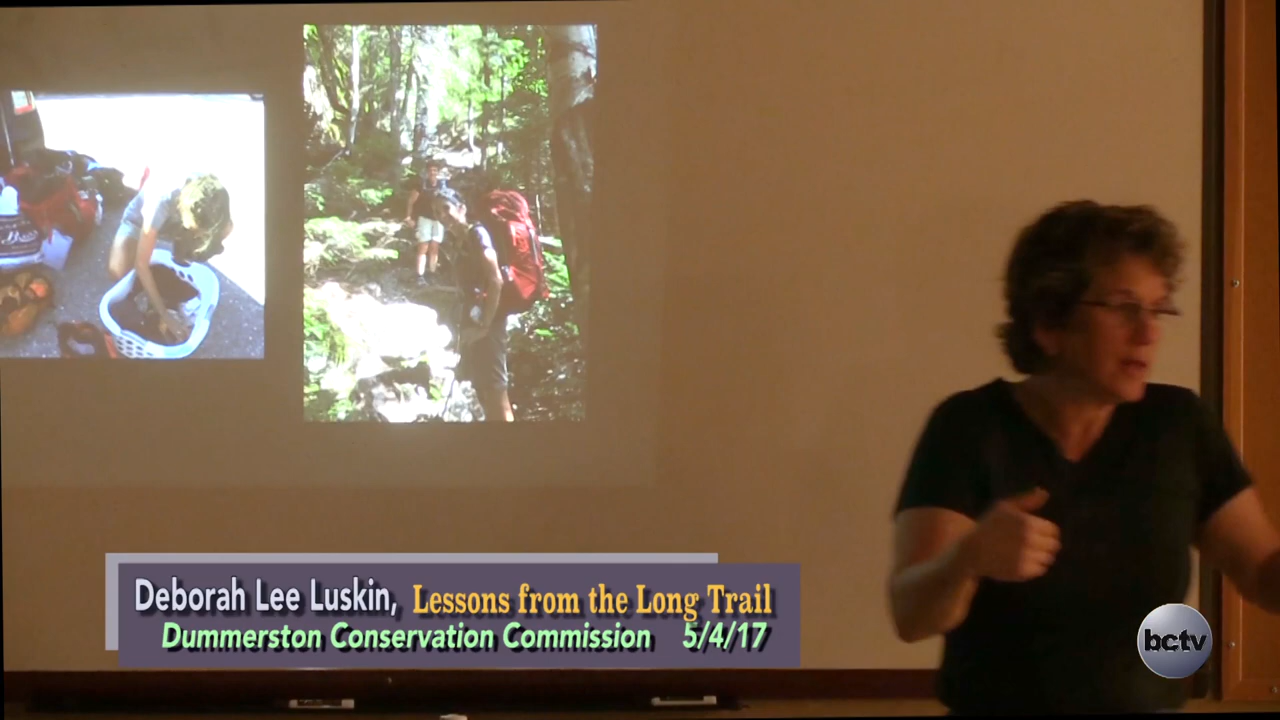 Deborah Lee Luskin, Lessons from the Long Trail
Dummerston Conservation Commission 5/4/17
bctv